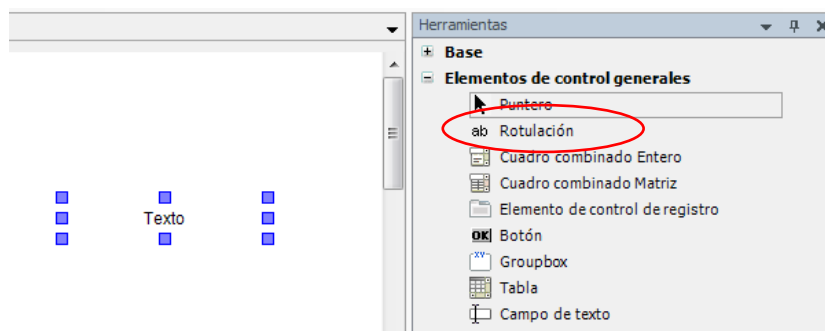 Herramientas
Base
Elementos de control generales
Puntero
ab Rotulación
Cuadro combinado Entero
Cuadro combinado Matriz
Elemento de control de registro
OK Botón
XY Groupbox
Tabla
Campo de texto
Texto